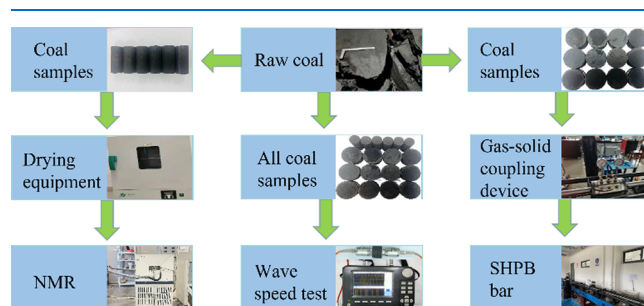 Coal
samples
Raw coal
Coal
samples
Drying
equipment
All coal
samples
Gas-solid
coupling
device
NMR
Wave
speed test
SHPB
bar